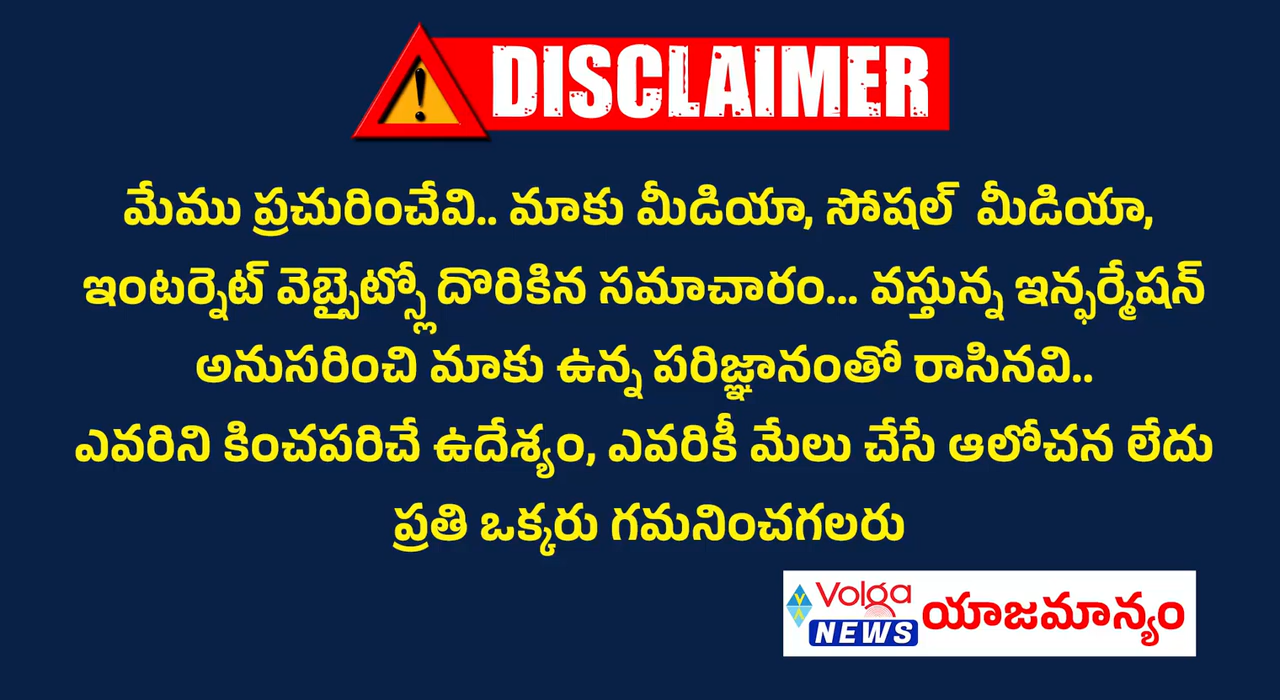 DISCLAIMER
మేము ప్రచురించేవి.. మాకు మీడియా, సోషల్ మీడియా,
ఇంటర్నెట్ వెబ్సైట్స్లో దొరికిన సమాచారం... వస్తున్న ఇన్ఫర్మేషన్
అనుసరించి మాకు ఉన్న పరిజ్ఞానంతో రాసినవి..
ఎవరిని కించపరిచే ఉదేశ్యం, ఎవరికీ మేలు చేసే ఆలోచన లేదు
ప్రతి ఒక్కరు గమనించగలరు
Volga NEWS యాజమాన్యం